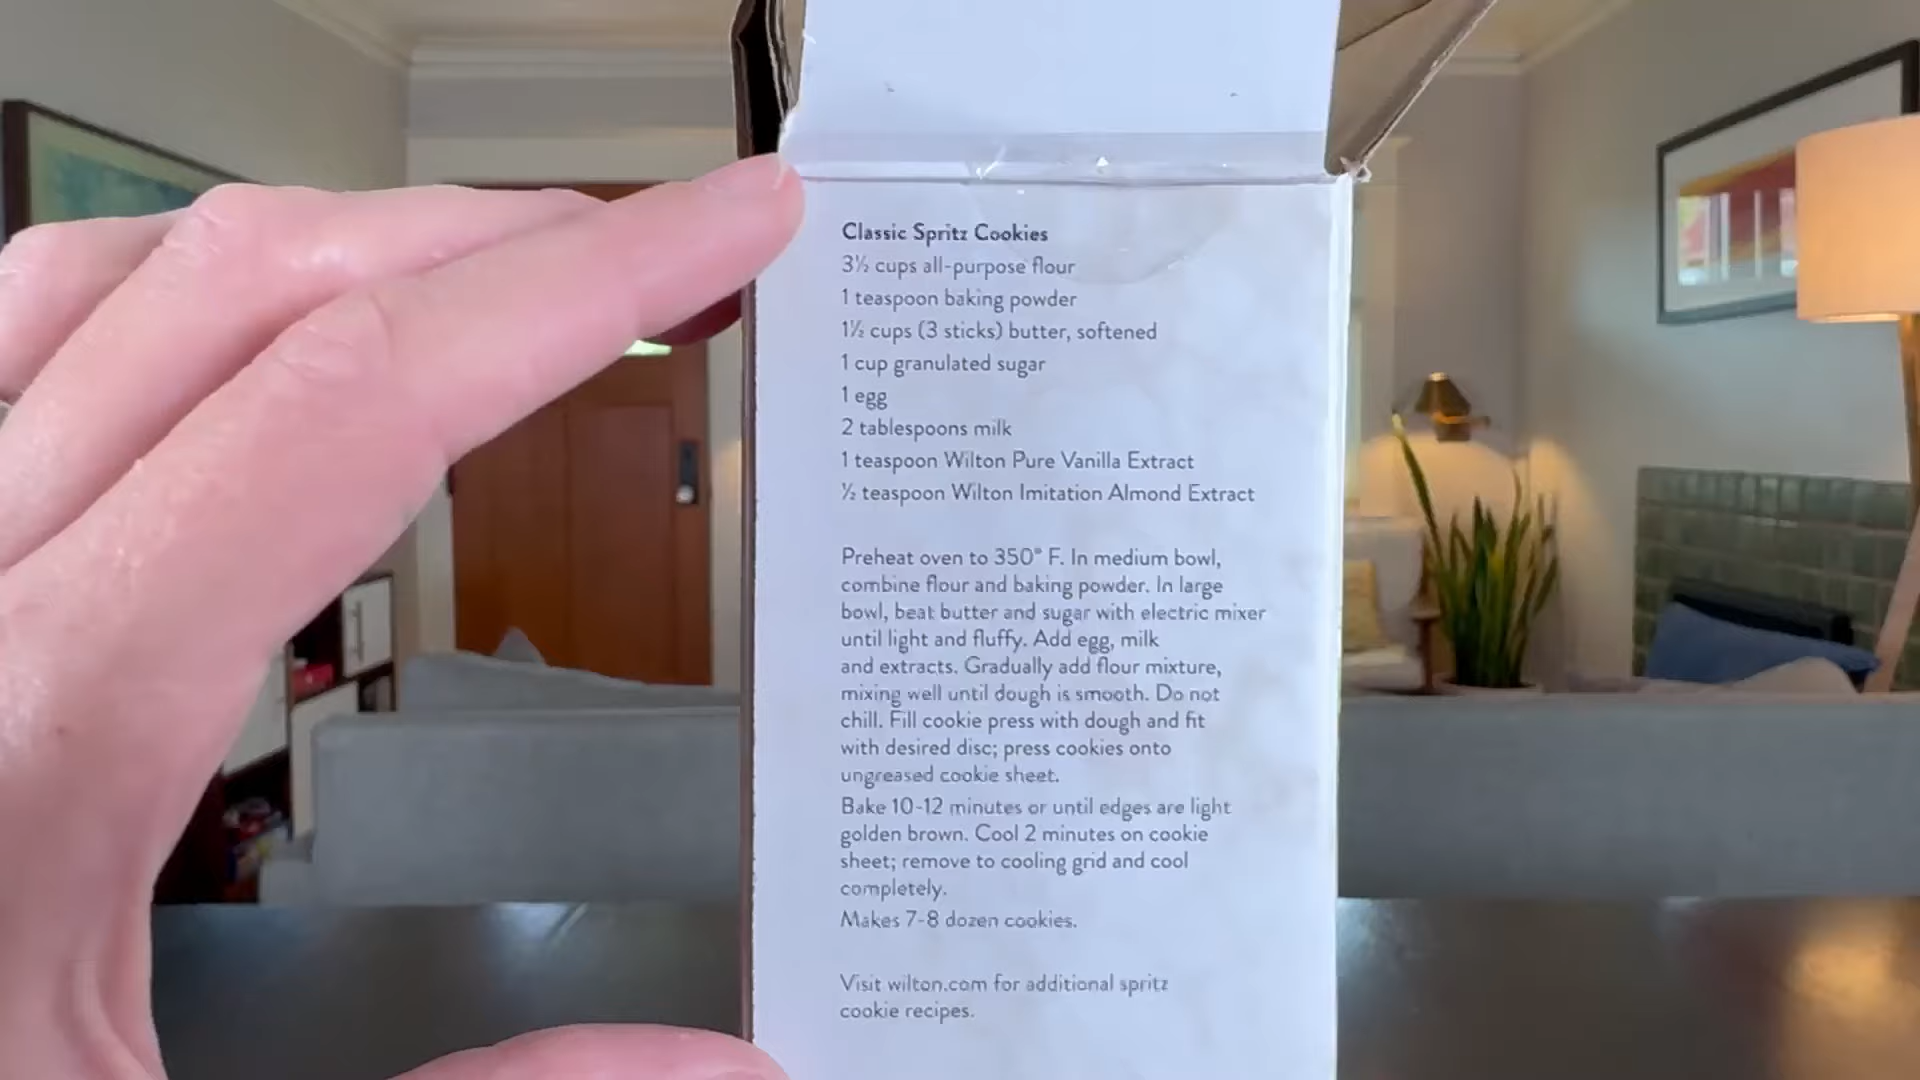 Classic Spritz Cookies
3½ cups all-purpose flour
1 teaspoon baking powder
1½ cups (3 sticks) butter, softened
1 cup granulated sugar
1 egg
2 tablespoons milk
1 teaspoon Wilton Pure Vanilla Extract
½ teaspoon Wilton Imitation Almond Extract
Preheat oven to 350° F. In medium bowl,
combine flour and baking powder. In large
bowl, beat butter and sugar with electric mixer
until light and fluffy. Add egg, milk
and extracts. Gradually add flour mixture,
mixing well until dough is smooth. Do not
chill. Fill cookie press with dough and fit
with desired disc; press cookies onto
ungreased cookie sheet.
Bake 10-12 minutes or until edges are light
golden brown. Cool 2 minutes on cookie
sheet; remove to cooling grid and cool
completely.
Makes 7-8 dozen cookies.
Visit wilton.com for additional spritz
cookie recipes.